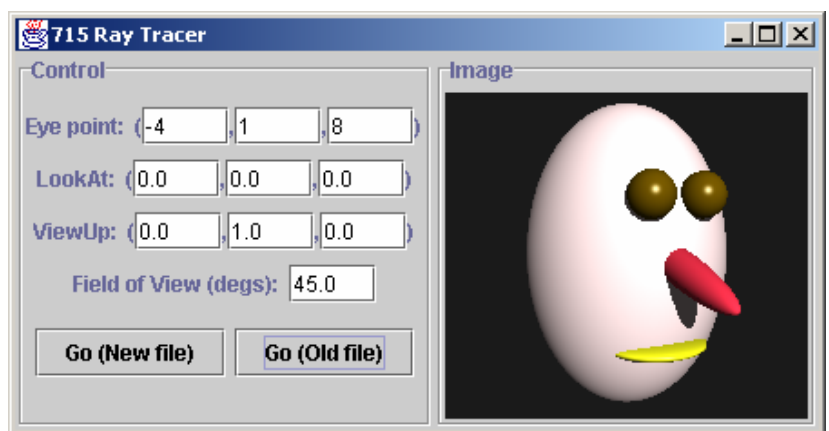 715 Ray Tracer
Control
Eye point: (-4 ,1 ,8 )
LookAt: (0.0 ,0.0 ,0.0 )
ViewUp: (0.0 ,1.0 ,0.0 )
Field of View (degs): 45.0
Go (New file) Go (Old file)
Image